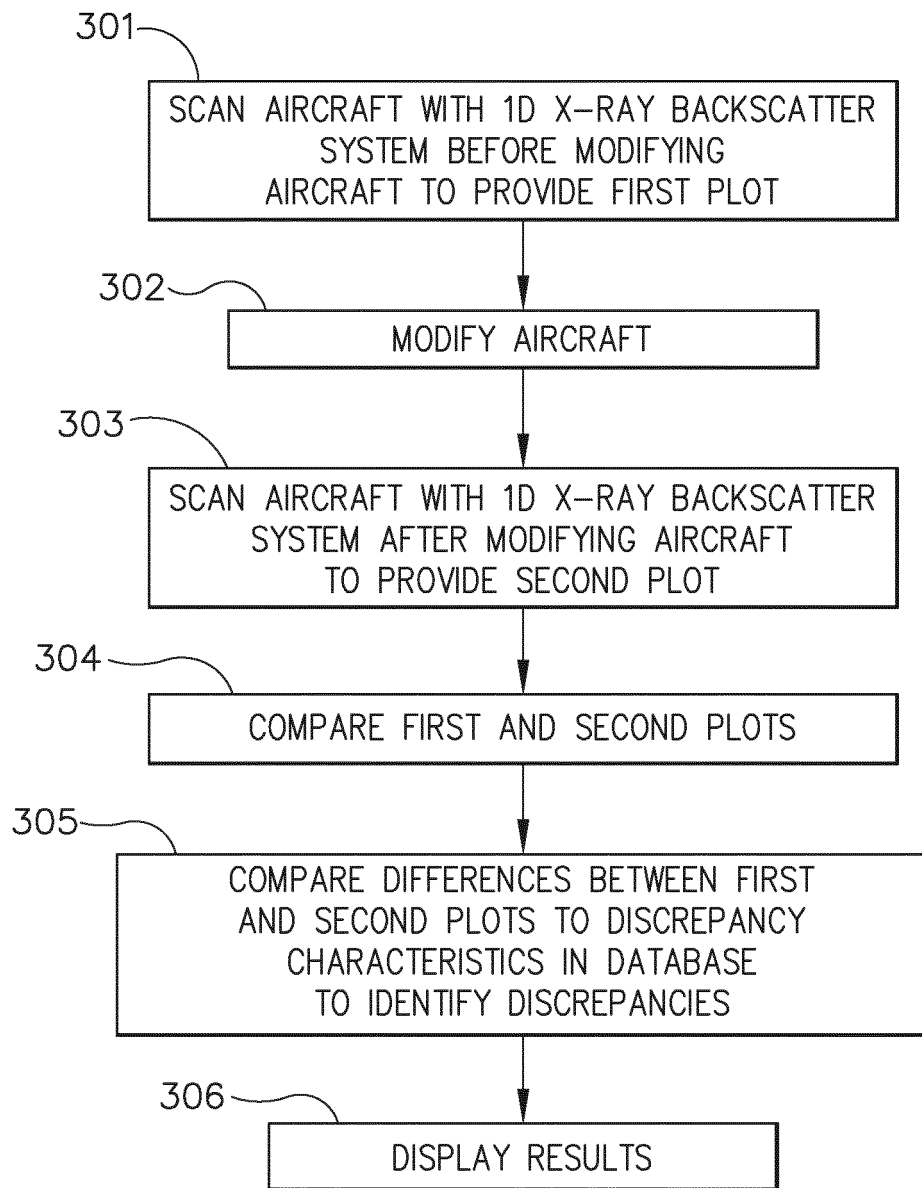 301
SCAN AIRCRAFT WITH 1D X-RAY BACKSCATTER
SYSTEM BEFORE MODIFYING
AIRCRAFT TO PROVIDE FIRST PLOT
302
MODIFY AIRCRAFT
303
SCAN AIRCRAFT WITH 1D X-RAY BACKSCATTER
SYSTEM AFTER MODIFYING AIRCRAFT
TO PROVIDE SECOND PLOT
304
COMPARE FIRST AND SECOND PLOTS
305
COMPARE DIFFERENCES BETWEEN FIRST
AND SECOND PLOTS TO DISCREPANCY
CHARACTERISTICS IN DATABASE
TO IDENTIFY DISCREPANCIES
306
DISPLAY RESULTS